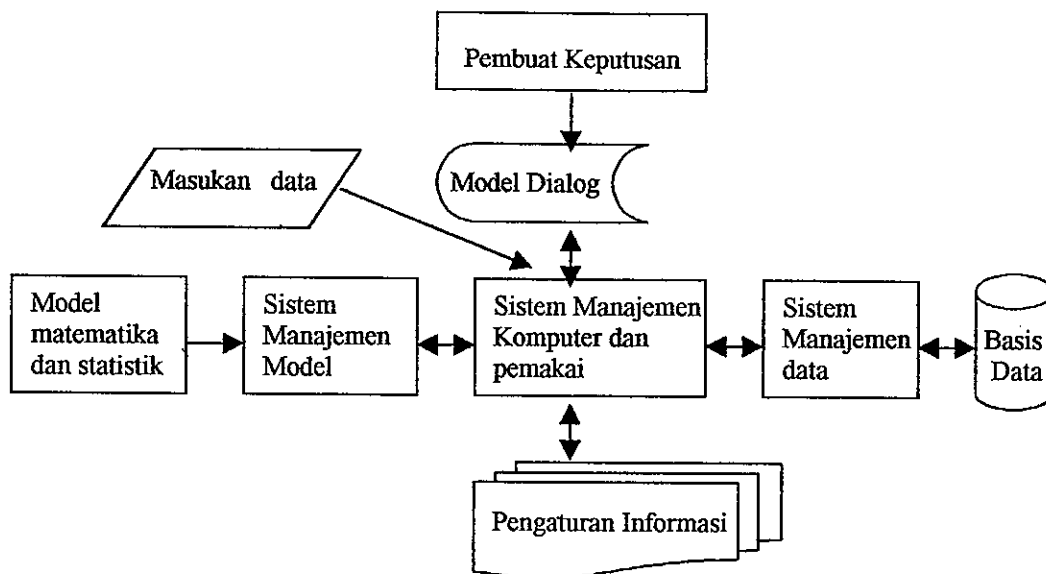 Pembuat Keputusan
Masukan data
Model Dialog
Model
matematika
dan statistik
Sistem
Manajemen
Model
Sistem Manajemen
Komputer dan
pemakai
Sistem
Manajemen
data
Basis
Data
Pengaturan Informasi